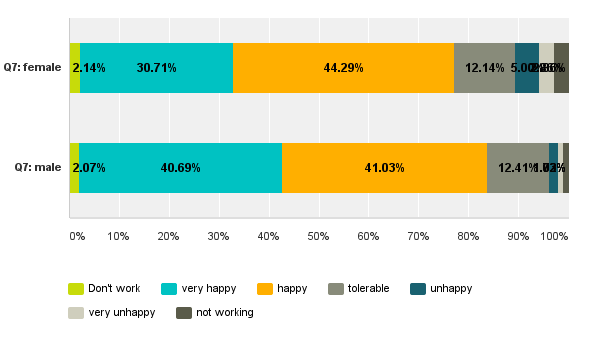 Q7: female 2.14% 30.71% 44.29% 12.14%
Q7: male 2.07% 40.69% 41.03% 12.41%
0% 10% 20% 30% 40% 50% 60% 70% 80% 90% 100%
Don't work very happy happy tolerable unhappy
very unhappy not working